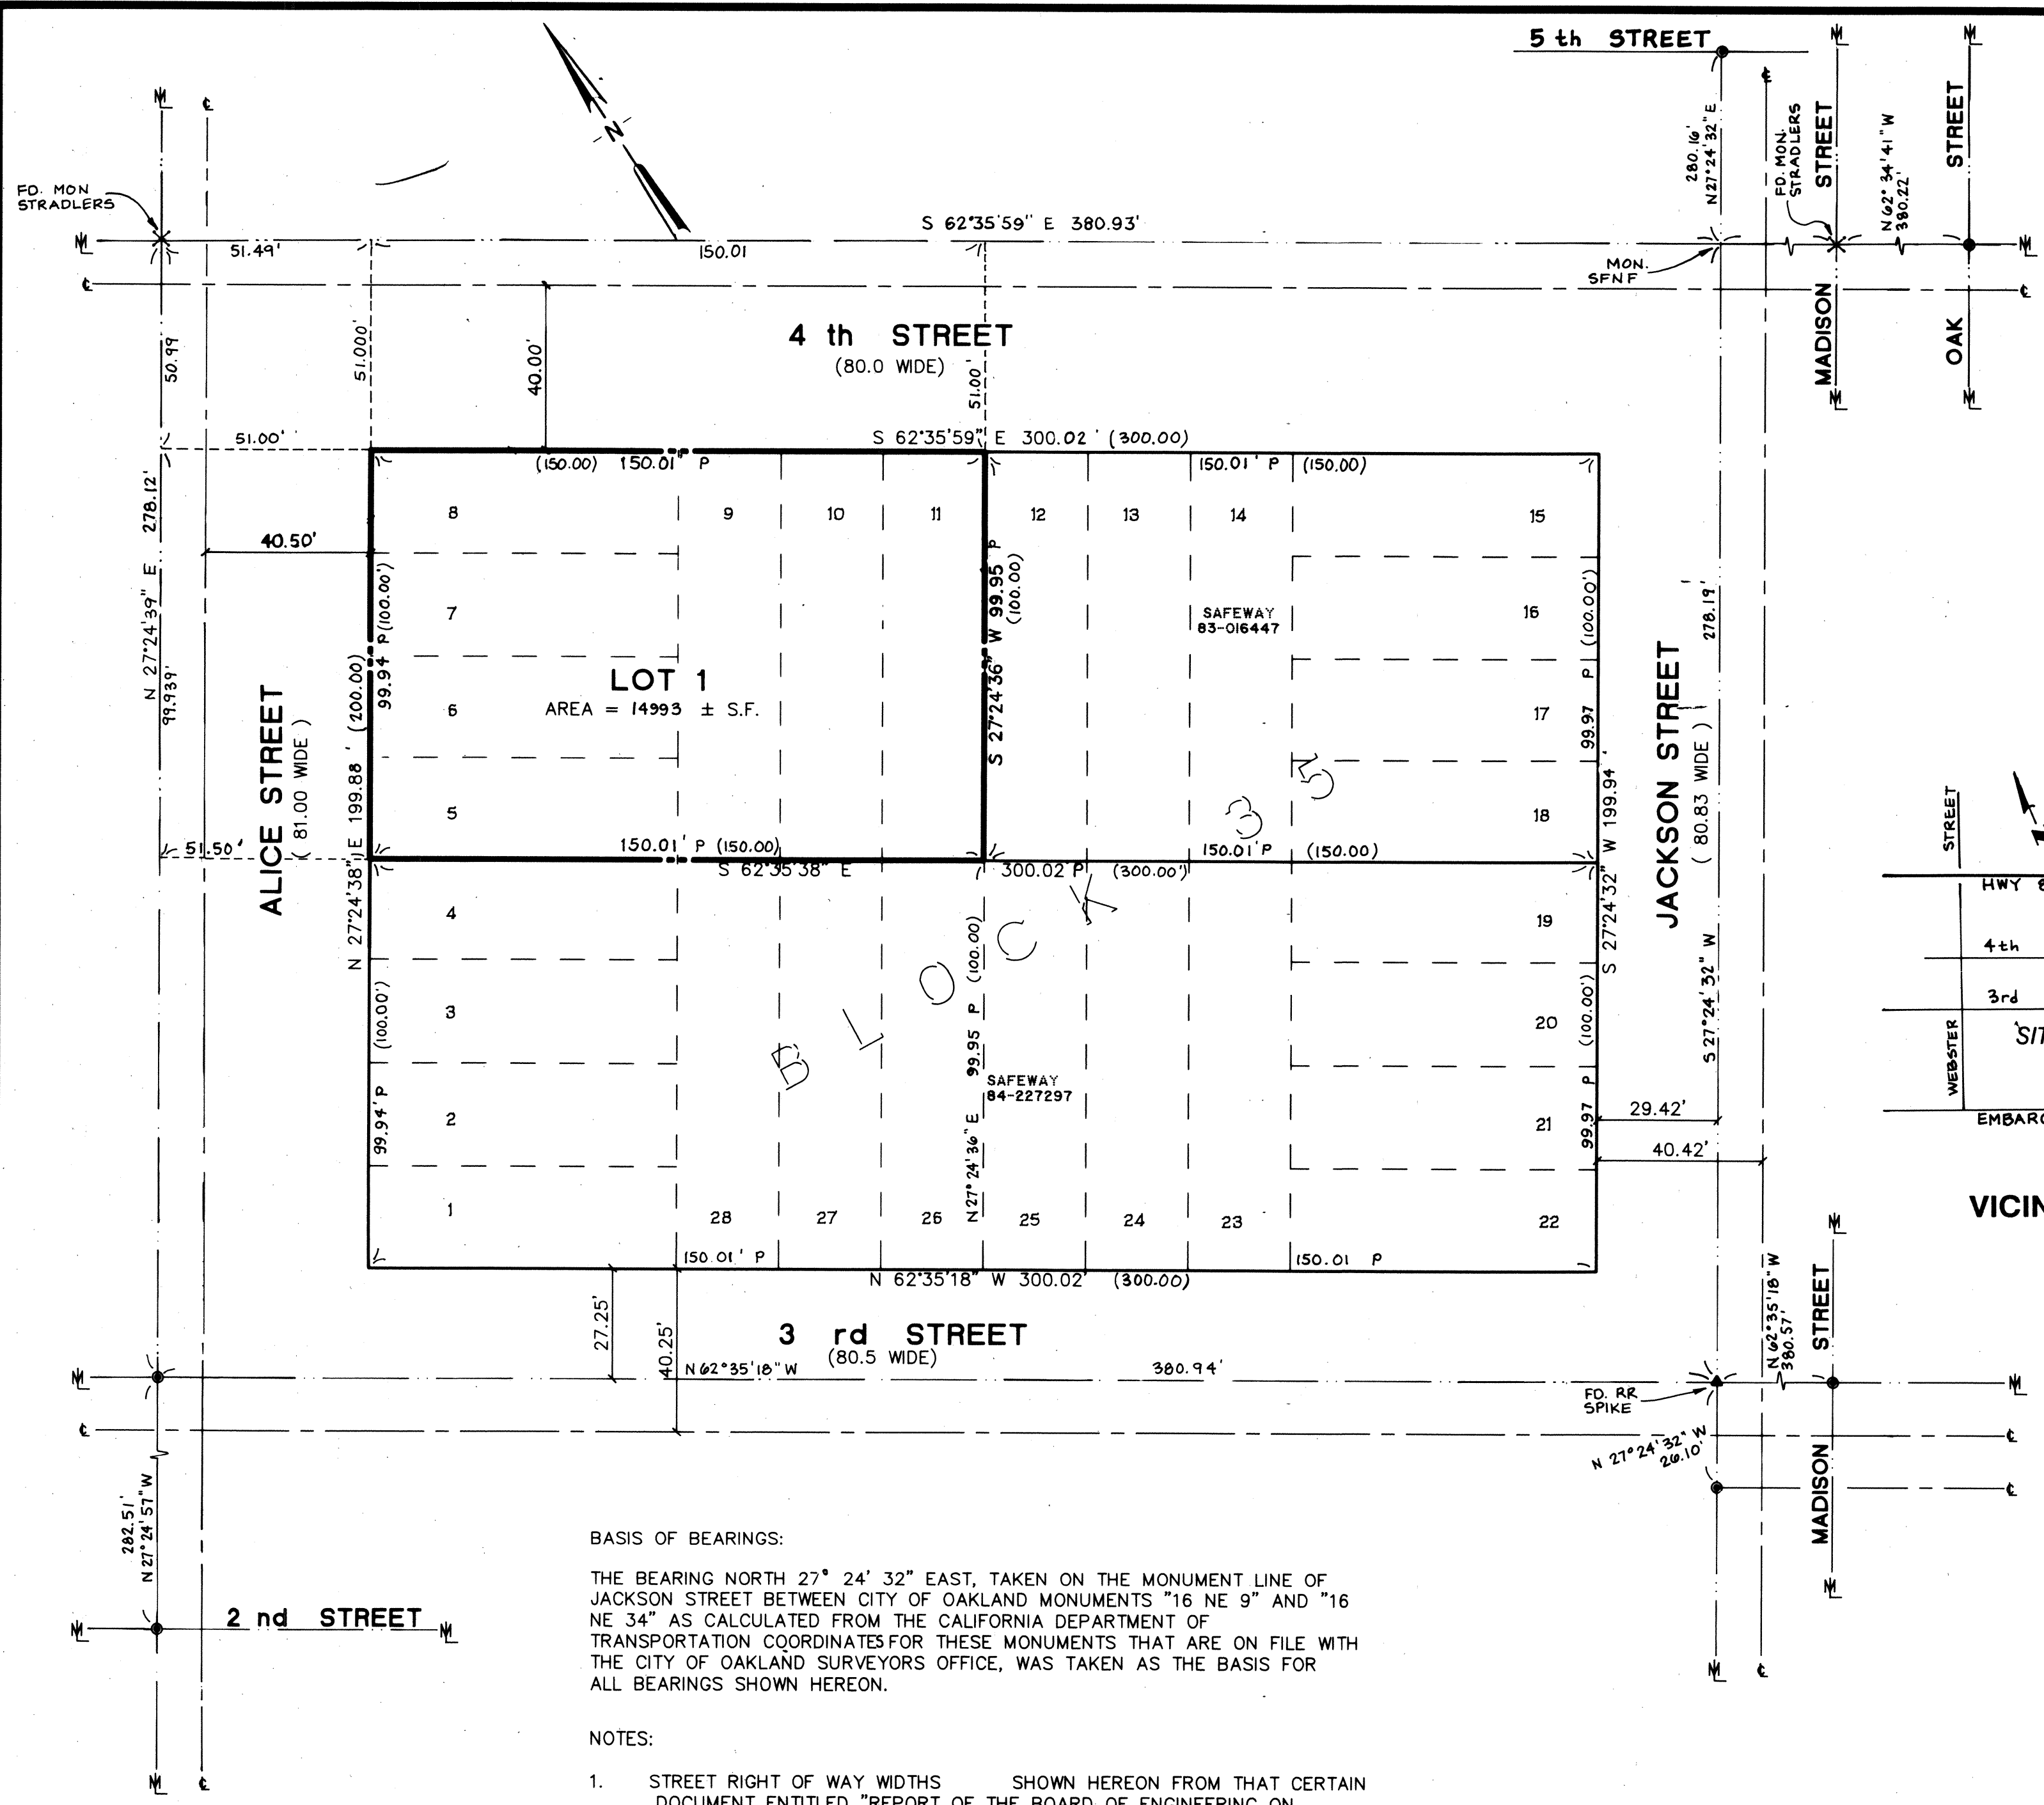 5 th STREET
280.16'
N27°24'32" E
FD. MON.
STRADLERS
MADISON STREET
N 62° 34'41" W
380.22'
OAK STREET
FD. MON
STRADLERS
N
S 62°35'59" E 380.93'
51.49'
150.01
MON.
SFNF
50.99
51.000'
40.00'
4 th STREET
(80.0 WIDE)
51.00'
51.00'
S 62°35'59" E 300.02 ' (300.00)
(150.00) 150.01' P
150.01' P (150.00)
N 27°24'39" E 278.12'
99.939'
40.50'
8
9
10
11
12
13
14
15
7
6
5
16
17
18
99.94 P (100.00')
S 27°24'36" W 99.95 P
(100.00)
SAFEWAY
83-016447
99.97 P (100.00')
278.19'
LOT 1
AREA = 14993 ± S.F.
ALICE STREET
( 81.00 WIDE )
N 27°24'38" E 199.88 ' (200.00)
JACKSON STREET
( 80.83 WIDE )
S 27°24'32" W 199.94 '
S 27°24'32" W
51.50'
150.01' P (150.00)
S 62°35'38" E
150.01'P (150.00)
300.02'P (300.00')
BLOCK 35
4
3
2
1
19
20
21
22
(100.00')
99.94' P
N 27° 24'36" E 99.95 P (100.00)
SAFEWAY
84-227297
99.97 P (100.00')
29.42'
40.42'
28
27
26
25
24
23
150.01' P
150.01 P
N 62°35'18" W 300.02' (300.00)
STREET
HWY 8
4th
3rd
WEBSTER
SIT
EMBARC
VICIN
27.25'
40.25'
3 rd STREET
(80.5 WIDE)
N 62°35'18" W
380.94'
N 62°35'18" W
380.57'
MADISON STREET
FD. RR
SPIKE
N 27°24'32" W
26.10'
282.51'
N 27° 24'57" W
2 nd STREET
BASIS OF BEARINGS:
THE BEARING NORTH 27° 24' 32" EAST, TAKEN ON THE MONUMENT LINE OF
JACKSON STREET BETWEEN CITY OF OAKLAND MONUMENTS "16 NE 9" AND "16
NE 34" AS CALCULATED FROM THE CALIFORNIA DEPARTMENT OF
TRANSPORTATION COORDINATES FOR THESE MONUMENTS THAT ARE ON FILE WITH
THE CITY OF OAKLAND SURVEYORS OFFICE, WAS TAKEN AS THE BASIS FOR
ALL BEARINGS SHOWN HEREON.
NOTES:
1. STREET RIGHT OF WAY WIDTHS SHOWN HEREON FROM THAT CERTAIN
DOCUMENT ENTITLED "REPORT OF THE BOARD OF ENGINEERING ON